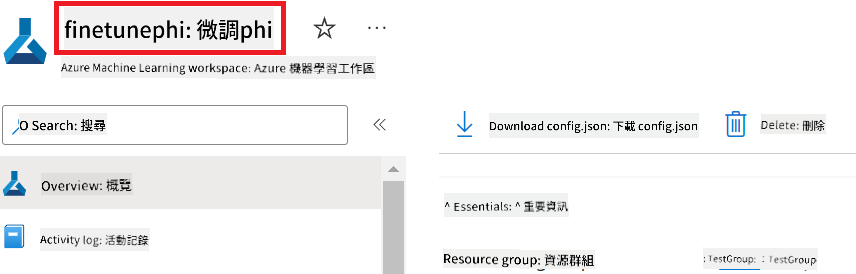 finetunephi: 微調phi
Azure Machine Learning workspace: Azure 機器學習工作區
O Search: 搜尋
Download config.json: 下載 config.json
Delete: 刪除
Overview: 概覽
^ Essentials: ^ 重要資訊
Activity log: 活動記錄
Resource group: 資源群組
: TestGroup: : TestGroup